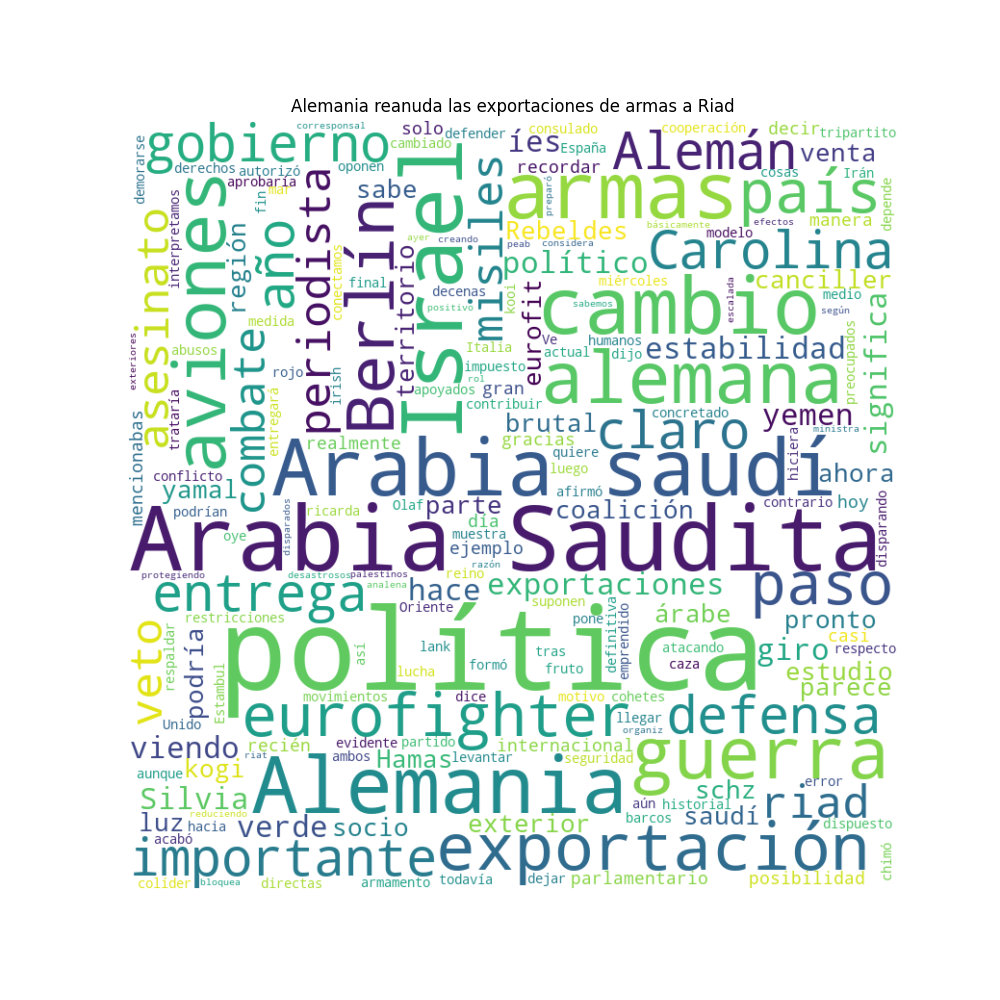 Alemania reanuda las exportaciones de armas a Riad
corresponsal
solo
defender
consulado
cooperación
decir
tripartito
demorarse
gobierno
cambiado
íes
España
Alemán
venta
derechos
autorizó
oponen
recordar
cosas
Irán
aprobaría
sabe
armas
país
depende
interpretamos
fin
mar
periodista
Israel
misiles
preparó
asesinato
aviones
año
Berlín
Rebeldes
básicamente
efectos
manera
región
conectamos
territorio
ayer
creando
peab
considera
modelo
Carolina
político
final
decenas
kooi
miércoles
canciller
medida
positivo
eurofit
cambio
sabemos
escalada
medio
según
significa
exteriores
abusos
combate
Italia
Ve
humanos
actual
dijo
estabilidad
preocupados
rojo
irish
impuesto
rol
apoyados
gran
alemana
trataría
entregará
contribuir
concretado
yemen
mencionabas
brutal
claro
ministra
realmente
gracias
quiere
hiciera
conflicto
Arabia saudí
ahora
yamal
luego
afirmó
contrario
hoy
podrían
ricarda
Olaf
parte
coalición
disparando
oye
disparados
día
muestra
ejemplo
Arabia Saudita
razón
protegiendo
desastrosos
palestinos
analena
reino
entrega
hace
exportaciones
paso
Oriente
suponen
definitiva
emprendido
árabe
restricciones
pone
pronto
veto
respaldar
podría
Estambul
política
así
lank
tras
atacando
casi
giro
respecto
lucha
formó
fruto
caza
estudio
movimientos
dice
motivo
cohetes
parece
Unido
eurofighter
llegar
organiz
defensa
viendo
recién
evidente
partido
internacional
guerra
riat
ambos
Hamas
levantar
seguridad
aunque
kogi
Alemania
schz
error
Silvia
reduciendo
aún
historial
riad
luz
hacia
verde
socio
exterior
barcos
saudí
dispuesto
acabó
importante
exportación
chimó
colider
bloquea
directas
armamento
todavía
dejar
parlamentario
posibilidad